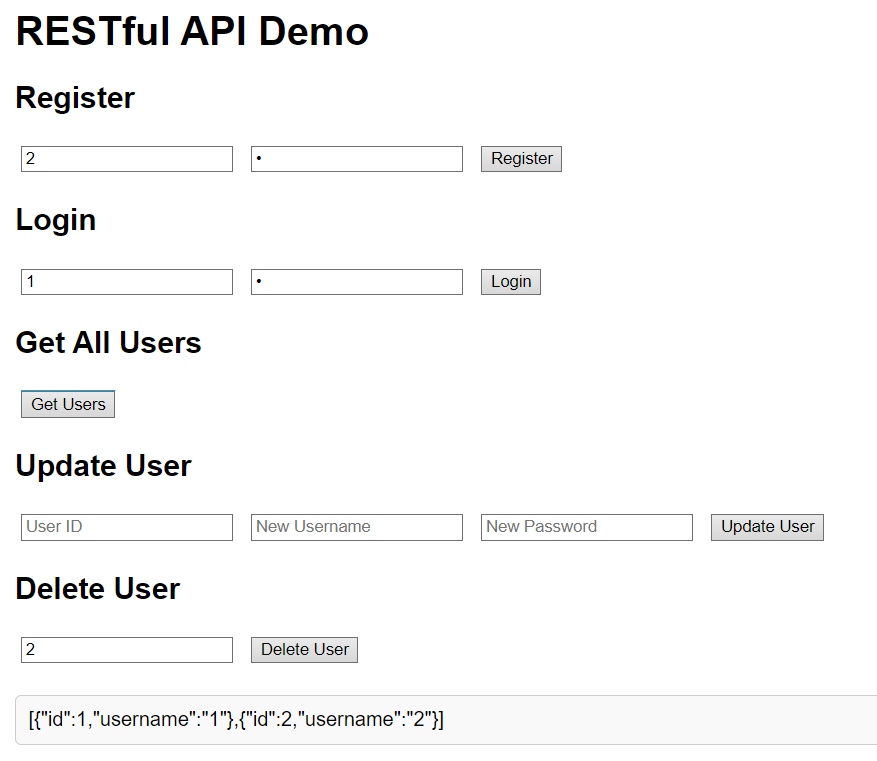 RESTful API Demo
Register
2 • Register
Login
1 • Login
Get All Users
Get Users
Update User
User ID New Username New Password Update User
Delete User
2 Delete User
[{"id":1,"username":"1"},{"id":2,"username":"2"}]